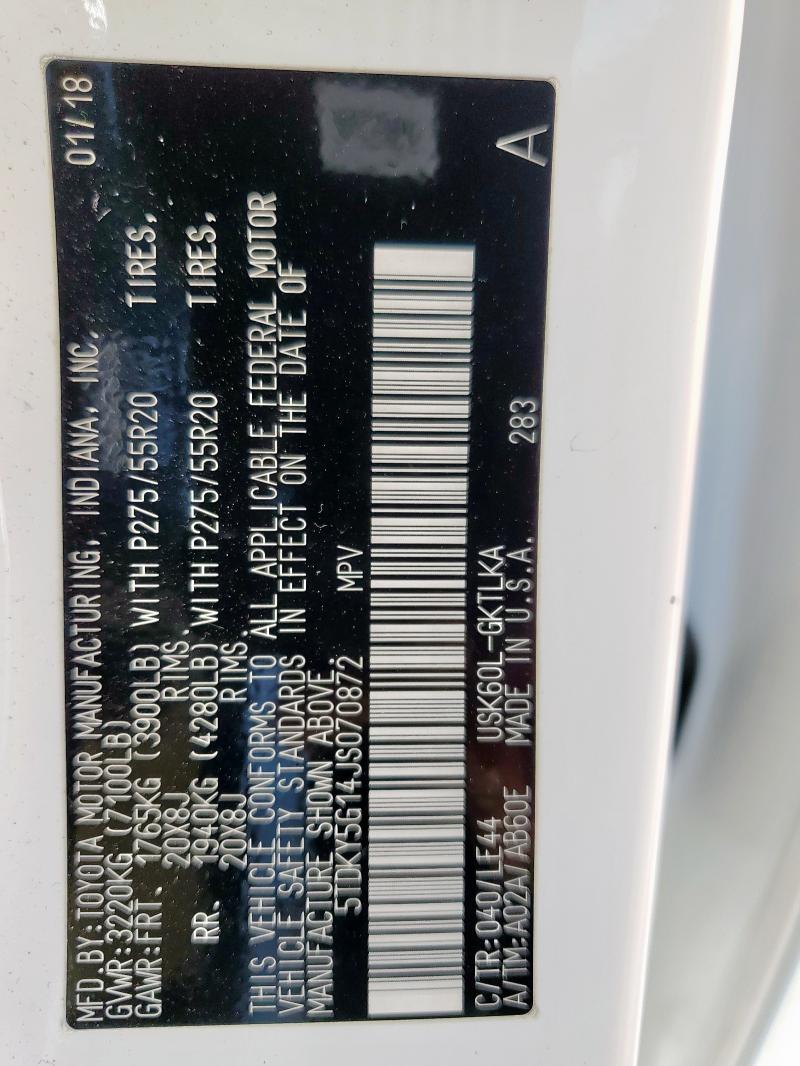 MFD.BY:TOYOTA MOTOR MANUFACTURING, INDIANA, INC. 01/18
GVWR:3220KG (7100LB)
GAWR:FRT. 1765KG (3900LB) WITH P275/55R20 TIRES,
20X8J RIMS.
RR. 1940KG (4280LB) WITH P275/55R20 TIRES,
20X8J RIMS.
THIS VEHICLE CONFORMS TO ALL APPLICABLE FEDERAL MOTOR
VEHICLE SAFETY STANDARDS IN EFFECT ON THE DATE OF
MANUFACTURE SHOWN ABOVE.
5TDKY5G14JS070872 MPV
C/TR:040/LE44 USK60L-GKTLKA
A/TM:A02A/AB60E MADE IN U.S.A. 283 A